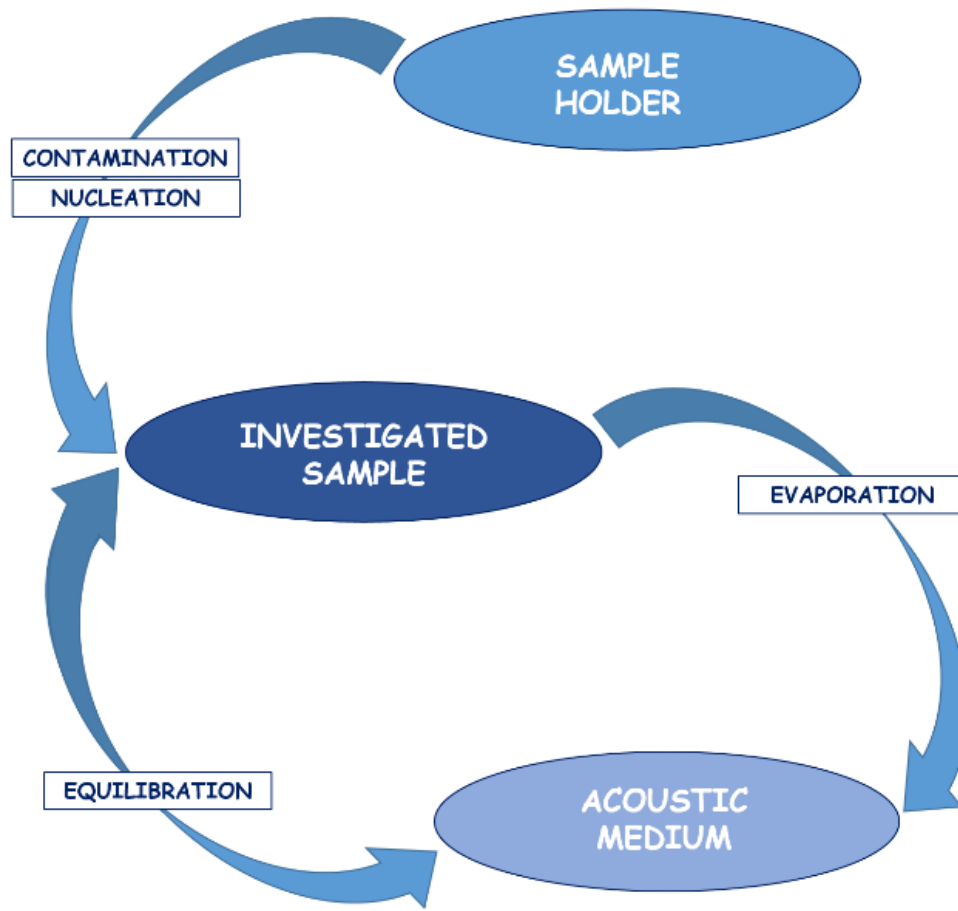 SAMPLE
HOLDER
CONTAMINATION
NUCLEATION
INVESTIGATED
SAMPLE
EVAPORATION
EQUILIBRATION
ACOUSTIC
MEDIUM